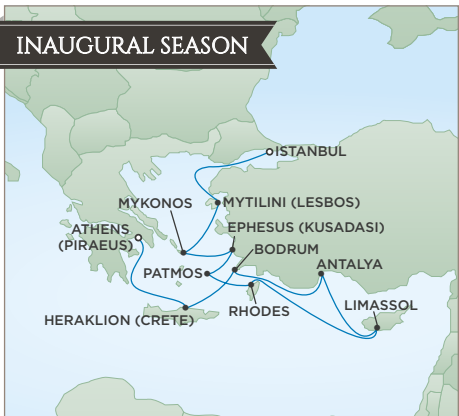 INAUGURAL SEASON
ISTANBUL
MYKONOS
MYTILINI (LESBOS)
ATHENS
(PIRAEUS)
EPHESUS (KUSADASI)
BODRUM
PATMOS
ANTALYA
HERAKLION (CRETE)
RHODES
LIMASSOL